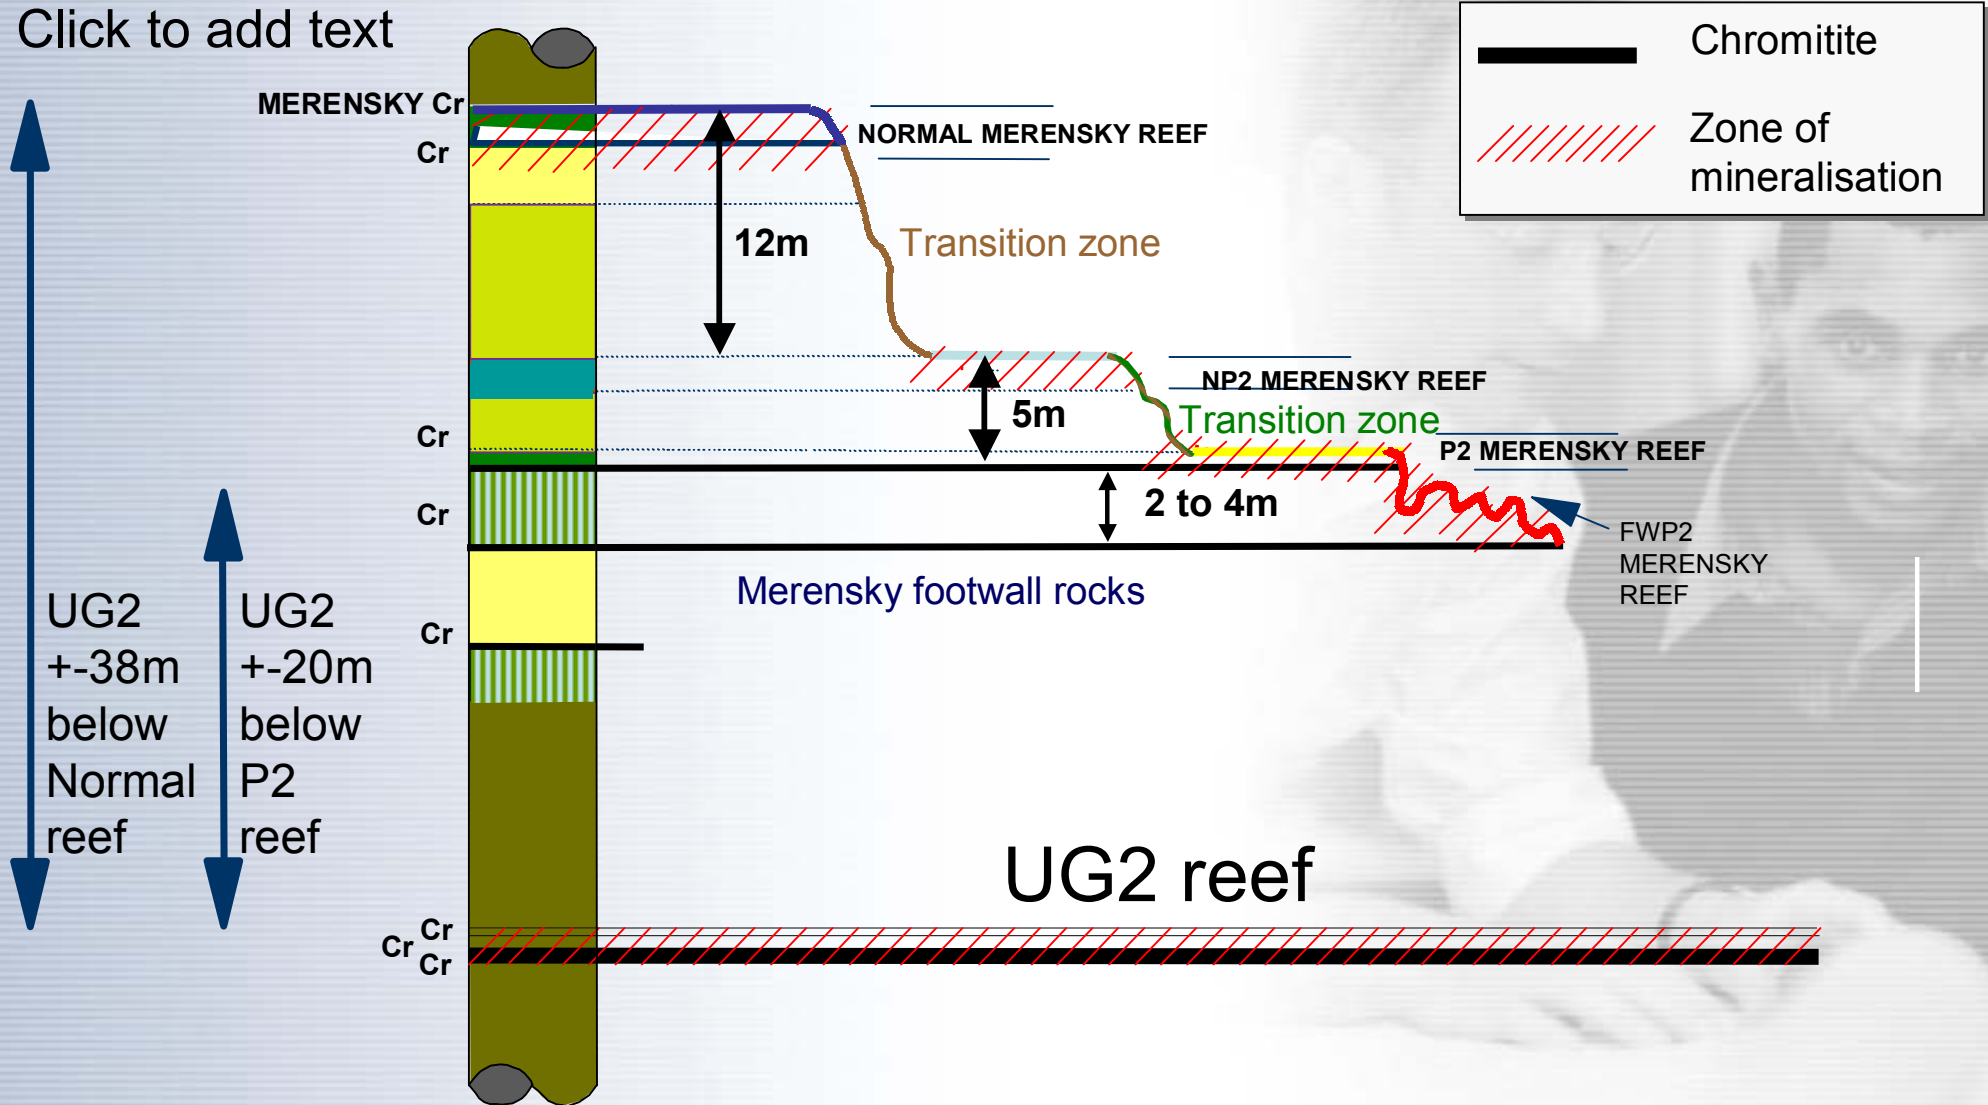 Click to add text
Chromitite
Zone of
mineralisation
MERENSKY Cr
NORMAL MERENSKY REEF
Cr
12m
Transition zone
NP2 MERENSKY REEF
5m
Transition zone
Cr
P2 MERENSKY REEF
Cr
2 to 4m
FWP2
MERENSKY
REEF
Merensky footwall rocks
Cr
UG2
+-38m
below
Normal
reef
UG2
+-20m
below
P2
reef
UG2 reef
Cr
Cr
Cr